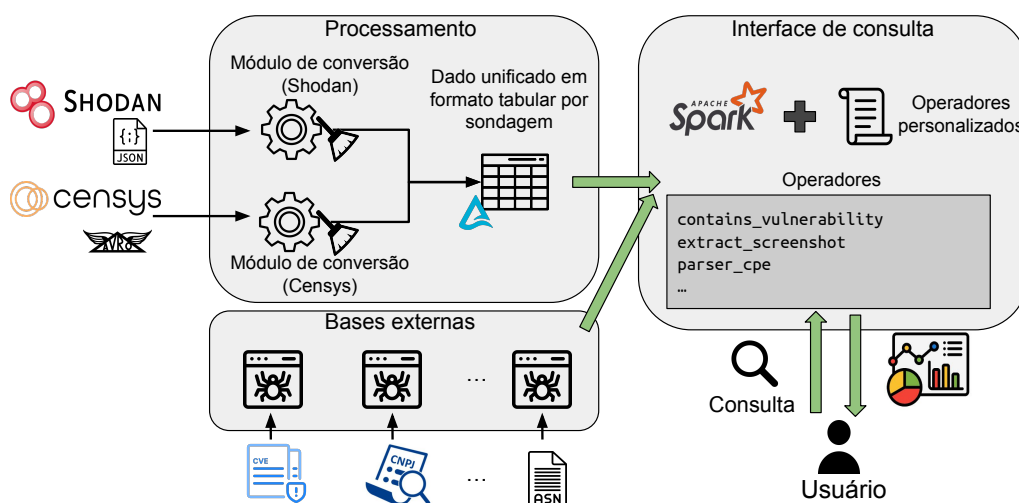 Processamento
Módulo de conversão
(Shodan)
SHODAN
{;}
JSON
Dado unificado em
formato tabular por
sondagem
censys
AVRO
Módulo de conversão
(Censys)
Bases externas
...
CVE
CNPJ
...
ASN
Interface de consulta
APACHE
Spark
Operadores
personalizados
Operadores
contains_vulnerability
extract_screenshot
parser_cpe
…
Consulta
Usuário